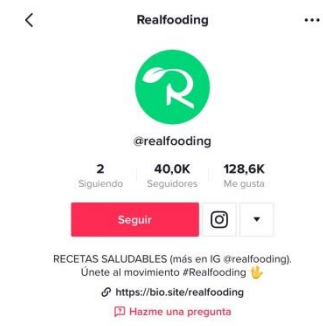 Realfooding
@realfooding
2 40,0K 128,6K
Siguiendo Seguidores Me gusta
Seguir
RECETAS SALUDABLES (más en IG @realfooding).
Únete al movimiento #Realfooding 🖖
https://bio.site/realfooding
Hazme una pregunta